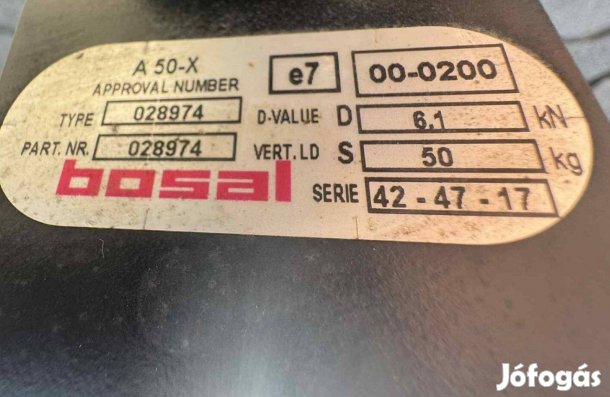 A 50-X
APPROVAL NUMBER e7 00-0200
TYPE 028974 D-VALUE D 6.1 kN
PART. NR. 028974 VERT.LD S 50 kg
bosal SERIE 42 - 47 - 17
Jófogás